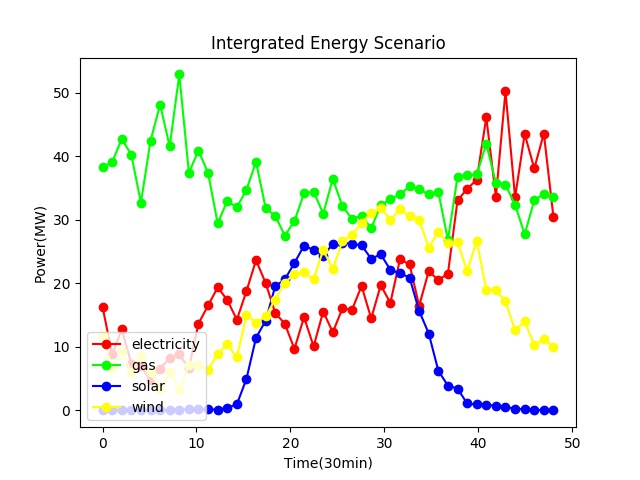 Intergrated Energy Scenario
Power(MW)
50
40
30
20
10
0
electricity
gas
solar
wind
0 10 20 30 40 50
Time(30min)